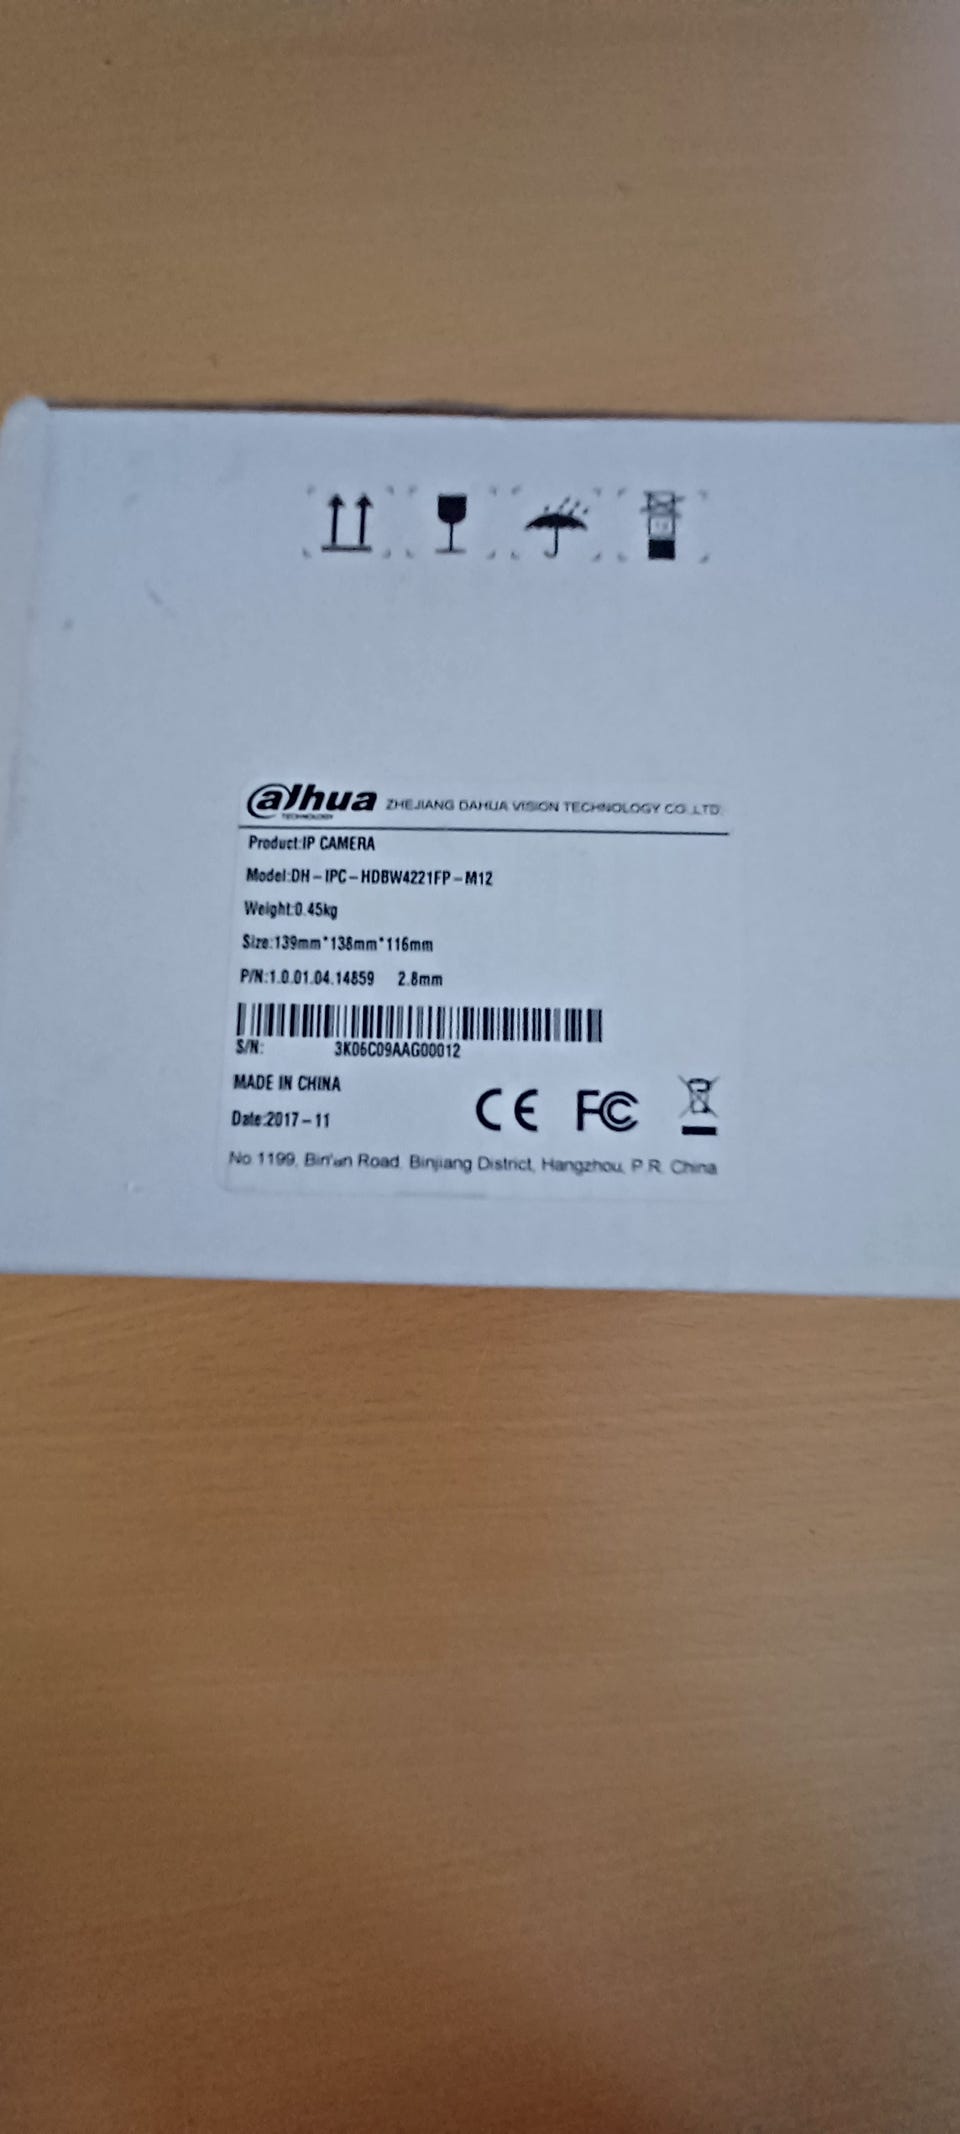 alhua ZHEJIANG DAHUA VISION TECHNOLOGY CO.,LTD.
TECHNOLOGY
Product:IP CAMERA
Model:DH-IPC-HDBW4221FP-M12
Weight:0.45kg
Size:139mm*138mm*116mm
P/N:1.0.01.04.14859 2.8mm
S/N: 3K06C09AAG00012
MADE IN CHINA
Date:2017-11
CE FC
No.1199, Bin'an Road, Binjiang District, Hangzhou, P.R. China